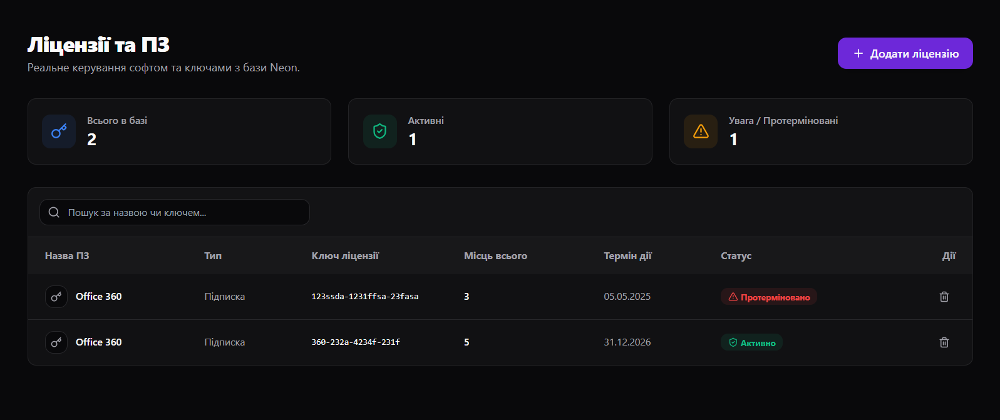 Ліцензії та ПЗ
Реальне керування софтом та ключами з бази Neon.
+ Додати ліцензію
Всього в базі
2
Активні
1
Увага / Протерміновані
1
Пошук за назвою чи ключем...
Назва ПЗ Тип Ключ ліцензії Місць всього Термін дії Статус Дії
Office 360 Підписка 123ssda-1231ffsa-23fasa 3 05.05.2025 Протерміновано
Office 360 Підписка 360-232a-4234f-231f 5 31.12.2026 Активно